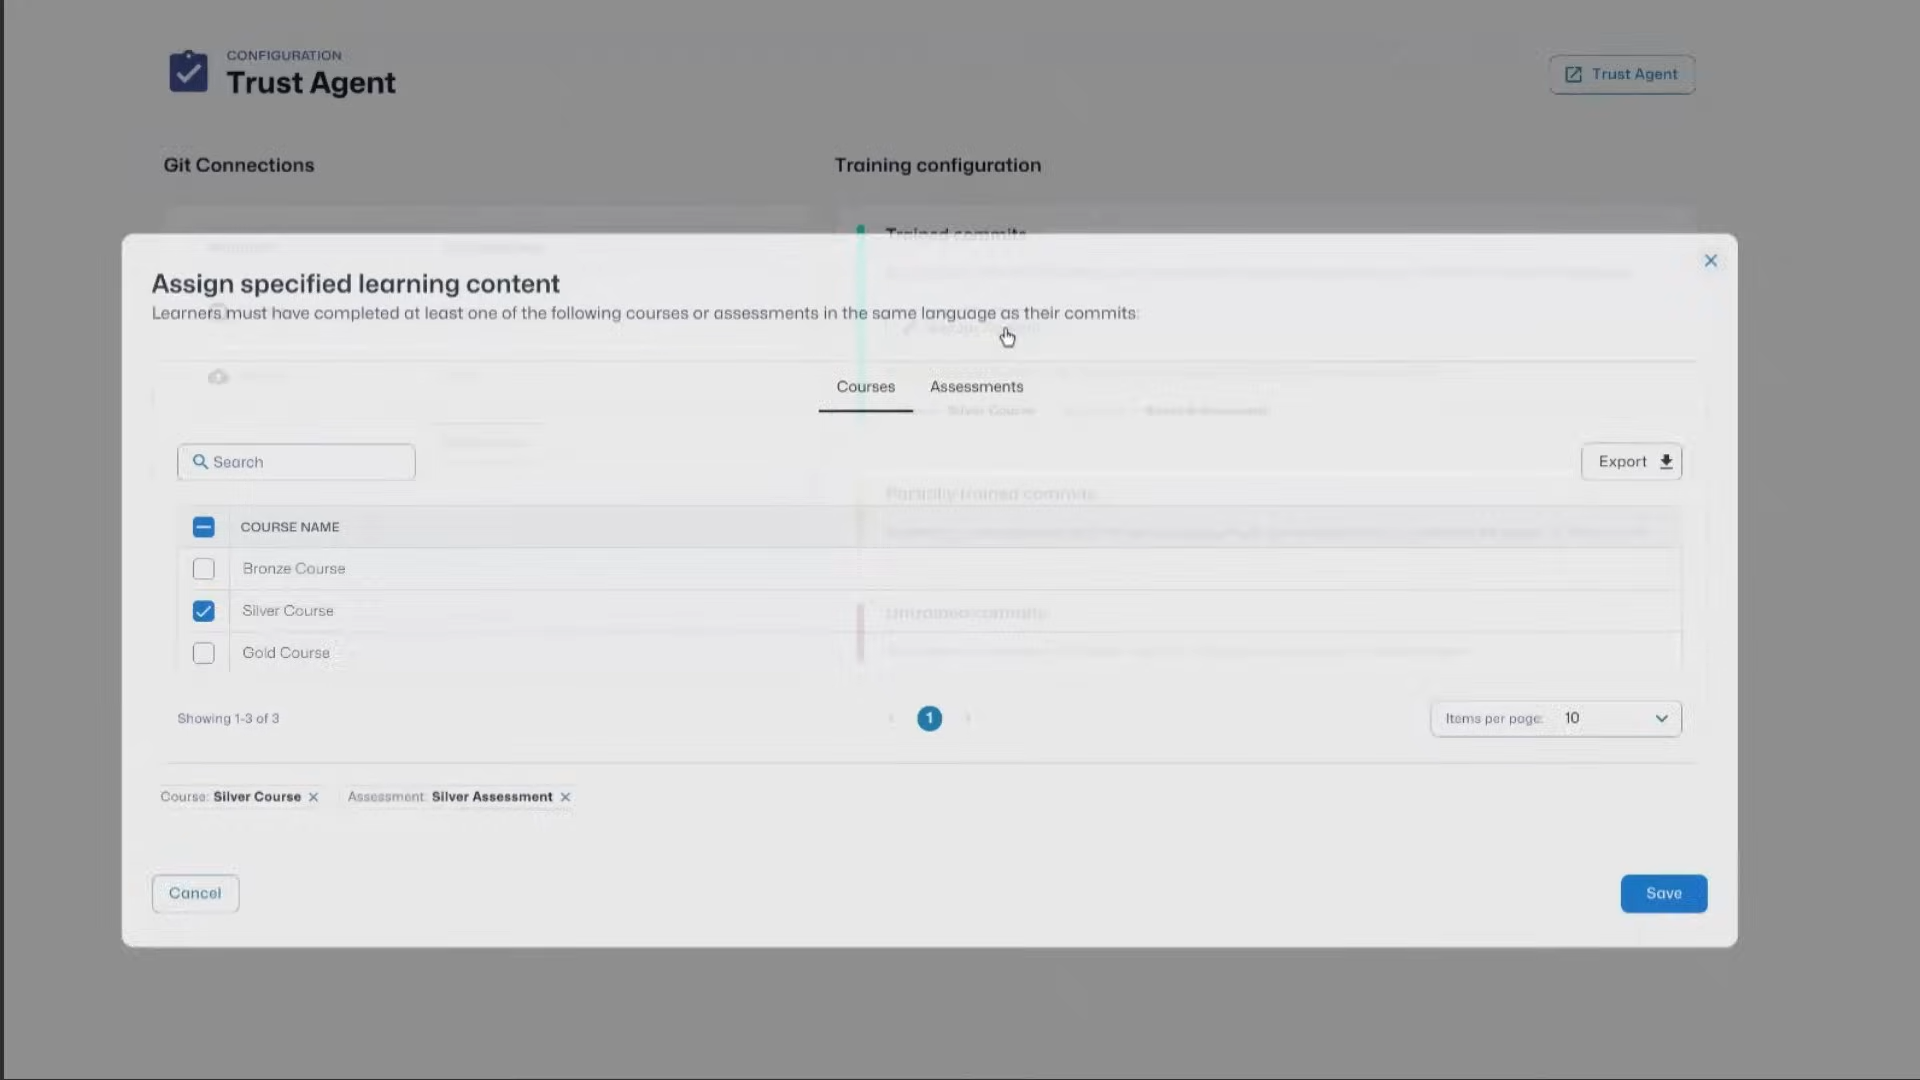 CONFIGURATION
Trust Agent
Trust Agent
Git Connections
Training configuration
Trained commits
Assign specified learning content
Learners must have completed at least one of the following courses or assessments in the same language as their commits:
Courses
Assessments
Silver Course
Search
Export
Partially trained commits
COURSE NAME
Bronze Course
Silver Course
Untrained commits
Gold Course
Showing 1-3 of 3
1
Items per page: 10
Course: Silver Course
Assessment: Silver Assessment
Cancel
Save